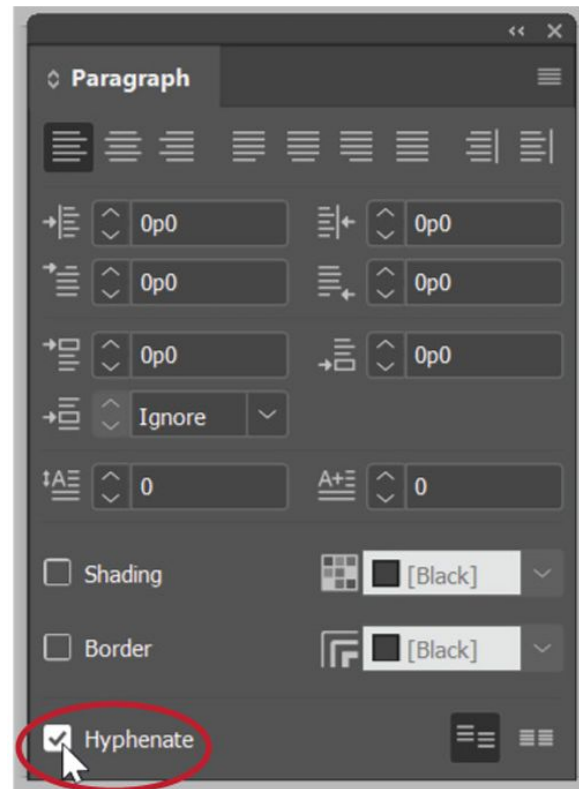 Paragraph
0p0 0p0
0p0 0p0
0p0 0p0
Ignore
0 0
Shading [Black]
Border [Black]
Hyphenate